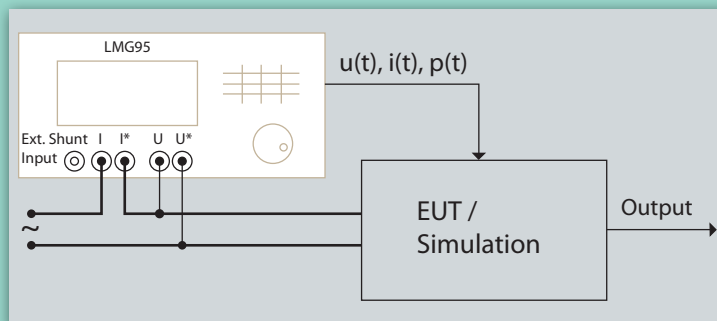 LMG95
u(t), i(t), p(t)
Ext. Shunt I I* U U*
Input
~
EUT / 
Simulation
Output